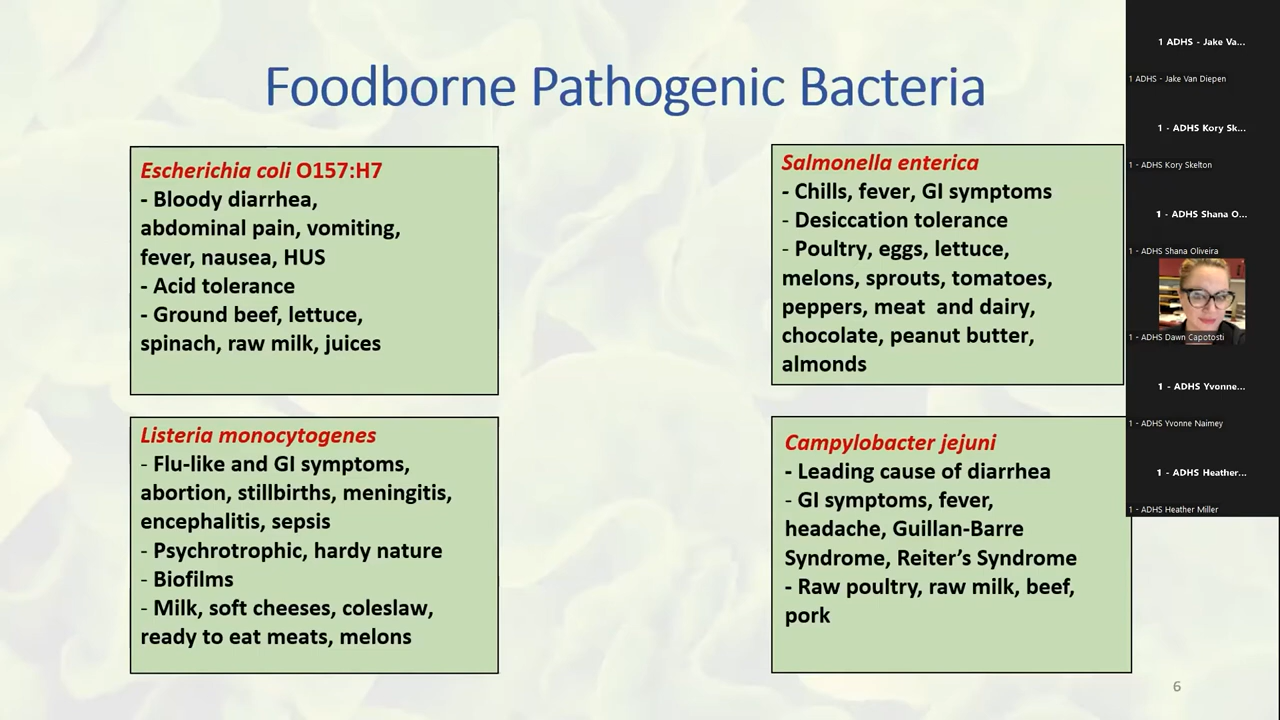 Foodborne Pathogenic Bacteria
Escherichia coli O157:H7
- Bloody diarrhea,
abdominal pain, vomiting,
fever, nausea, HUS
- Acid tolerance
- Ground beef, lettuce,
spinach, raw milk, juices
Salmonella enterica
- Chills, fever, GI symptoms
- Desiccation tolerance
- Poultry, eggs, lettuce,
melons, sprouts, tomatoes,
peppers, meat and dairy,
chocolate, peanut butter,
almonds
Listeria monocytogenes
- Flu-like and GI symptoms,
abortion, stillbirths, meningitis,
encephalitis, sepsis
- Psychrotrophic, hardy nature
- Biofilms
- Milk, soft cheeses, coleslaw,
ready to eat meats, melons
Campylobacter jejuni
- Leading cause of diarrhea
- GI symptoms, fever,
headache, Guillan-Barre
Syndrome, Reiter’s Syndrome
- Raw poultry, raw milk, beef,
pork
6
1 ADHS - Jake Va...
1 ADHS - Jake Van Diepen
1 - ADHS Kory Sk...
1 - ADHS Kory Skelton
1 - ADHS Shana O...
1 - ADHS Shana Oliveira
1 - ADHS Dawn Capotosti
1 - ADHS Yvonne...
1 - ADHS Yvonne Naimey
1 - ADHS Heather...
1 - ADHS Heather Miller